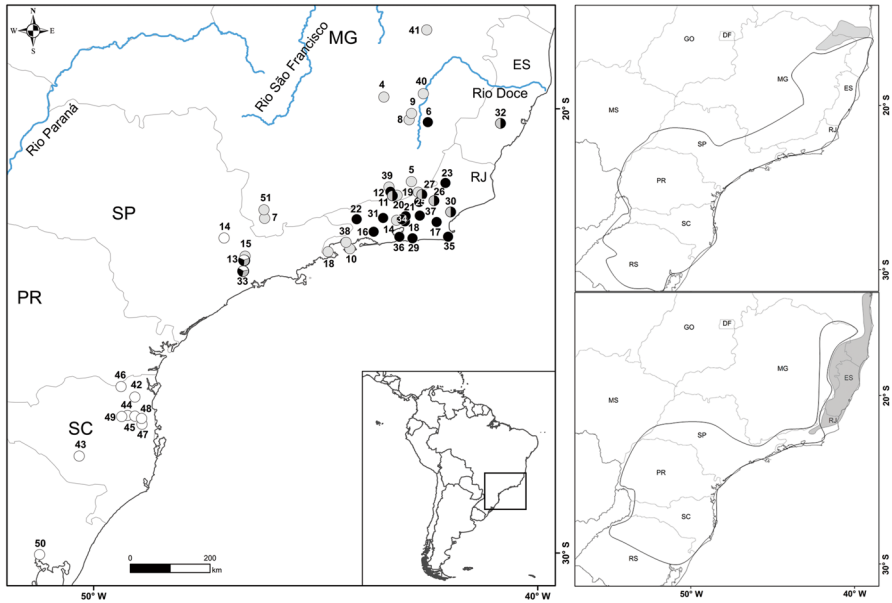 N
W E
S
MG
41
ES
Rio São Francisco
Rio Doce
Rio Paraná
4
40
9
8
6
32
20° S
RJ
5
23
39
27
12
19
26
11
20
25
30
51
7
SP
22
31
21
34
37
14
16
14
18
17
38
36
29
35
18
10
15
13
33
PR
46
42
44
48
49
45
47
SC
43
50
0 200
km
30° S
50° W
40° W
GO
DF
MG
MS
ES
20° S
SP
RJ
PR
SC
RS
30° S
GO
DF
MG
ES
MS
20° S
RJ
SP
PR
SC
RS
30° S
50° W
40° W